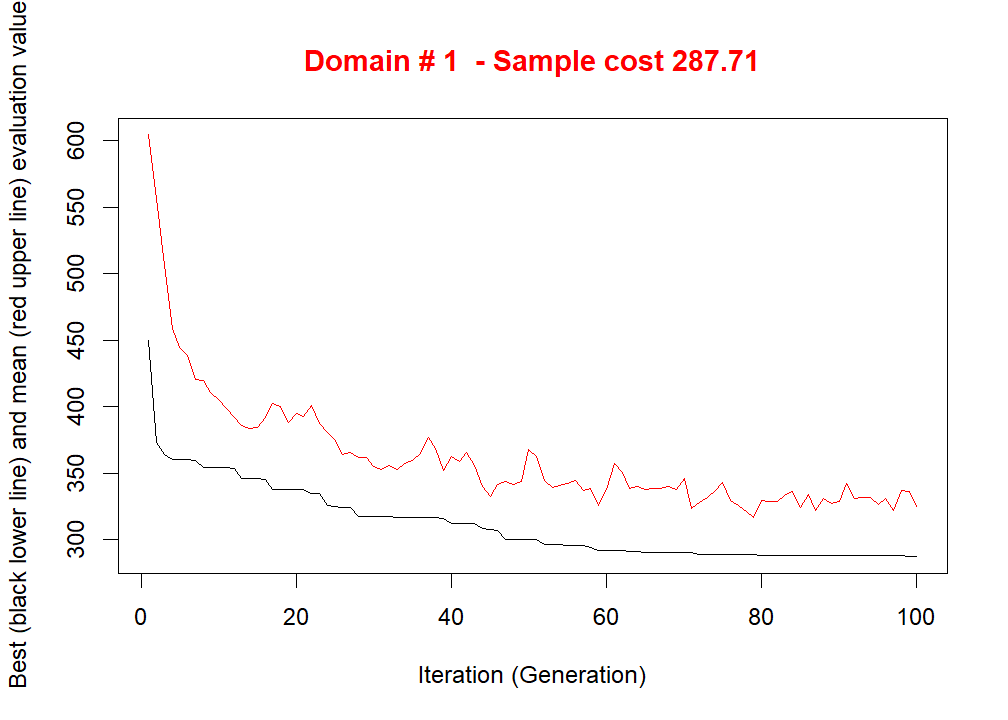 Domain # 1  - Sample cost 287.71
Best (black lower line) and mean (red upper line) evaluation value
600
550
500
450
400
350
300
0 20 40 60 80 100
Iteration (Generation)